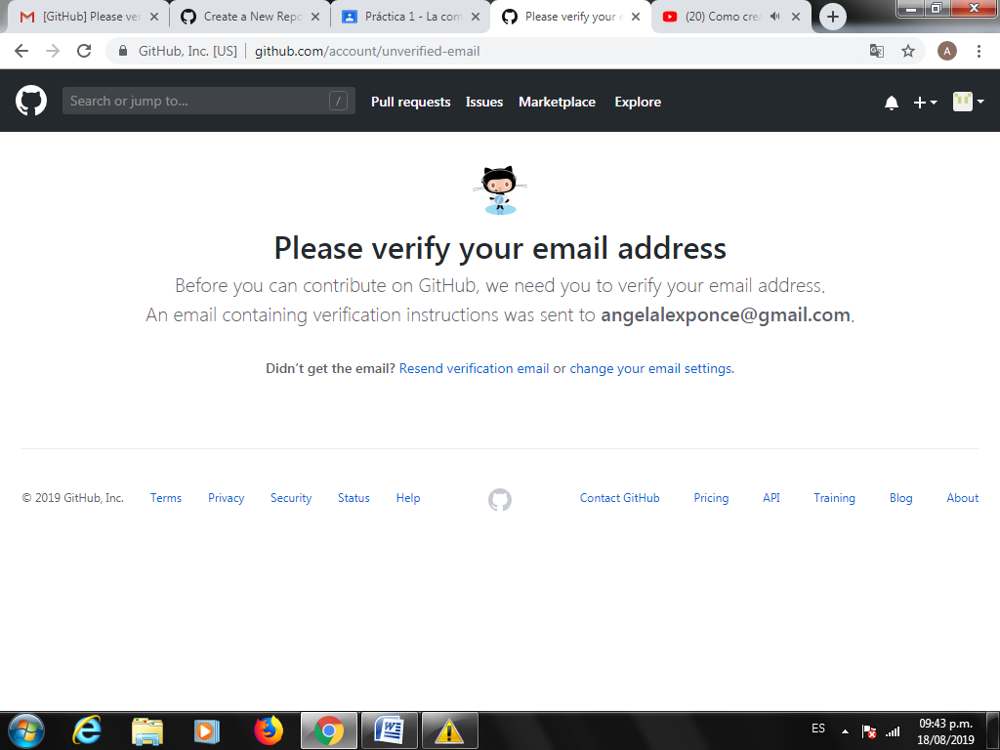 [GitHub] Please ver
Create a New Repo
Práctica 1 - La com
Please verify your e
(20) Como crea
GitHub, Inc. [US] | github.com/account/unverified-email
A
Search or jump to...
/
Pull requests
Issues
Marketplace
Explore
Please verify your email address
Before you can contribute on GitHub, we need you to verify your email address.
An email containing verification instructions was sent to angelalexponce@gmail.com.
Didn't get the email? Resend verification email or change your email settings.
© 2019 GitHub, Inc.
Terms
Privacy
Security
Status
Help
Contact GitHub
Pricing
API
Training
Blog
About
ES
09:43 p.m.
18/08/2019